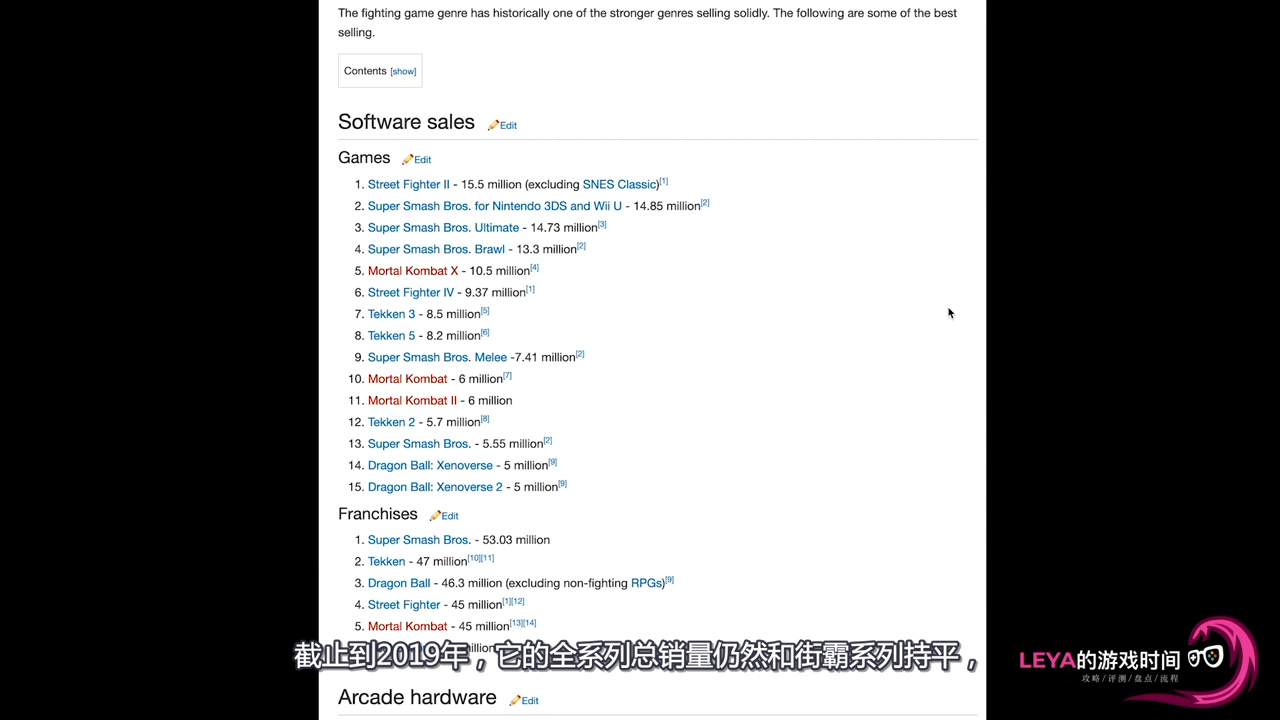 The fighting game genre has historically one of the stronger genres selling solidly. The following are some of the best
selling.
Contents [show]
Software sales Edit
Games Edit
1. Street Fighter II - 15.5 million (excluding SNES Classic)[1]
2. Super Smash Bros. for Nintendo 3DS and Wii U - 14.85 million[2]
3. Super Smash Bros. Ultimate - 14.73 million[3]
4. Super Smash Bros. Brawl - 13.3 million[2]
5. Mortal Kombat X - 10.5 million[4]
6. Street Fighter IV - 9.37 million[1]
7. Tekken 3 - 8.5 million[5]
8. Tekken 5 - 8.2 million[6]
9. Super Smash Bros. Melee -7.41 million[2]
10. Mortal Kombat - 6 million[7]
11. Mortal Kombat II - 6 million
12. Tekken 2 - 5.7 million[8]
13. Super Smash Bros. - 5.55 million[2]
14. Dragon Ball: Xenoverse - 5 million[9]
15. Dragon Ball: Xenoverse 2 - 5 million[9]
Franchises Edit
1. Super Smash Bros. - 53.03 million
2. Tekken - 47 million[10][11]
3. Dragon Ball - 46.3 million (excluding non-fighting RPGs)[9]
4. Street Fighter - 45 million[1][12]
5. Mortal Kombat - 45 million[13][14]
截止到2019年，它的全系列总销量仍然和街霸系列持平，
LEYA的游戏时间
攻略/评测/盘点/流程
Arcade hardware Edit